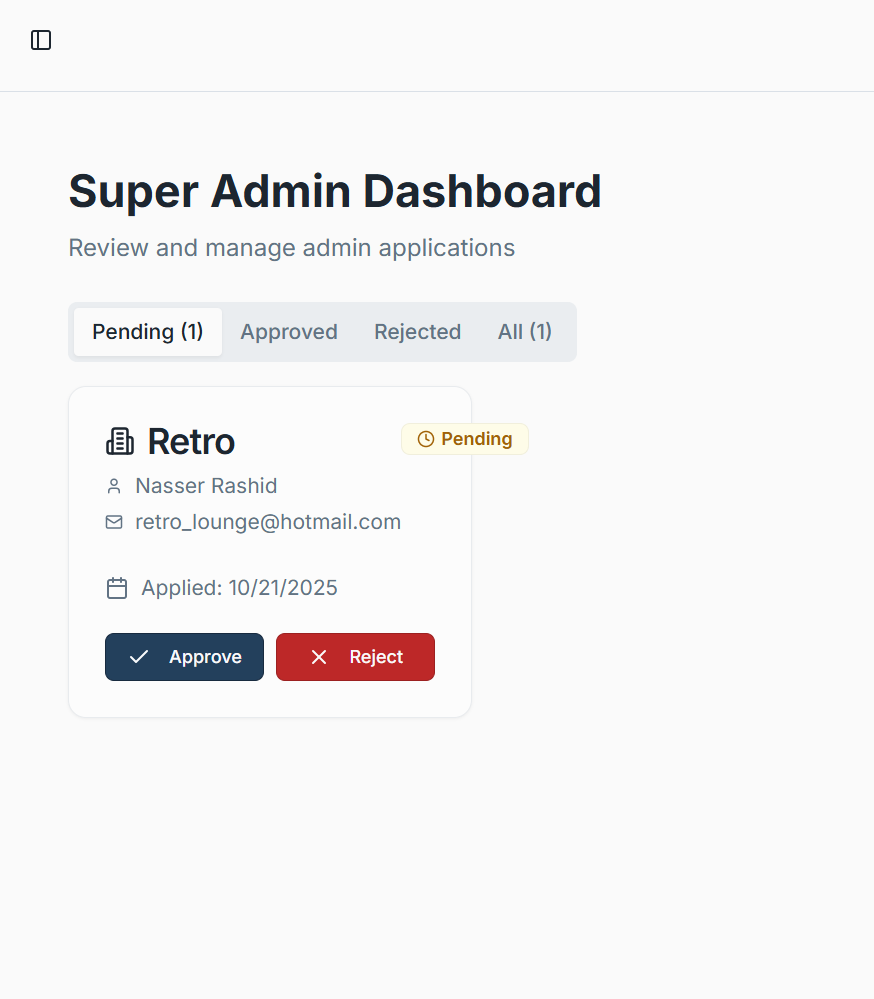 Super Admin Dashboard
Review and manage admin applications
Pending (1) Approved Rejected All (1)
Retro Pending
Nasser Rashid
retro_lounge@hotmail.com
Applied: 10/21/2025
Approve Reject